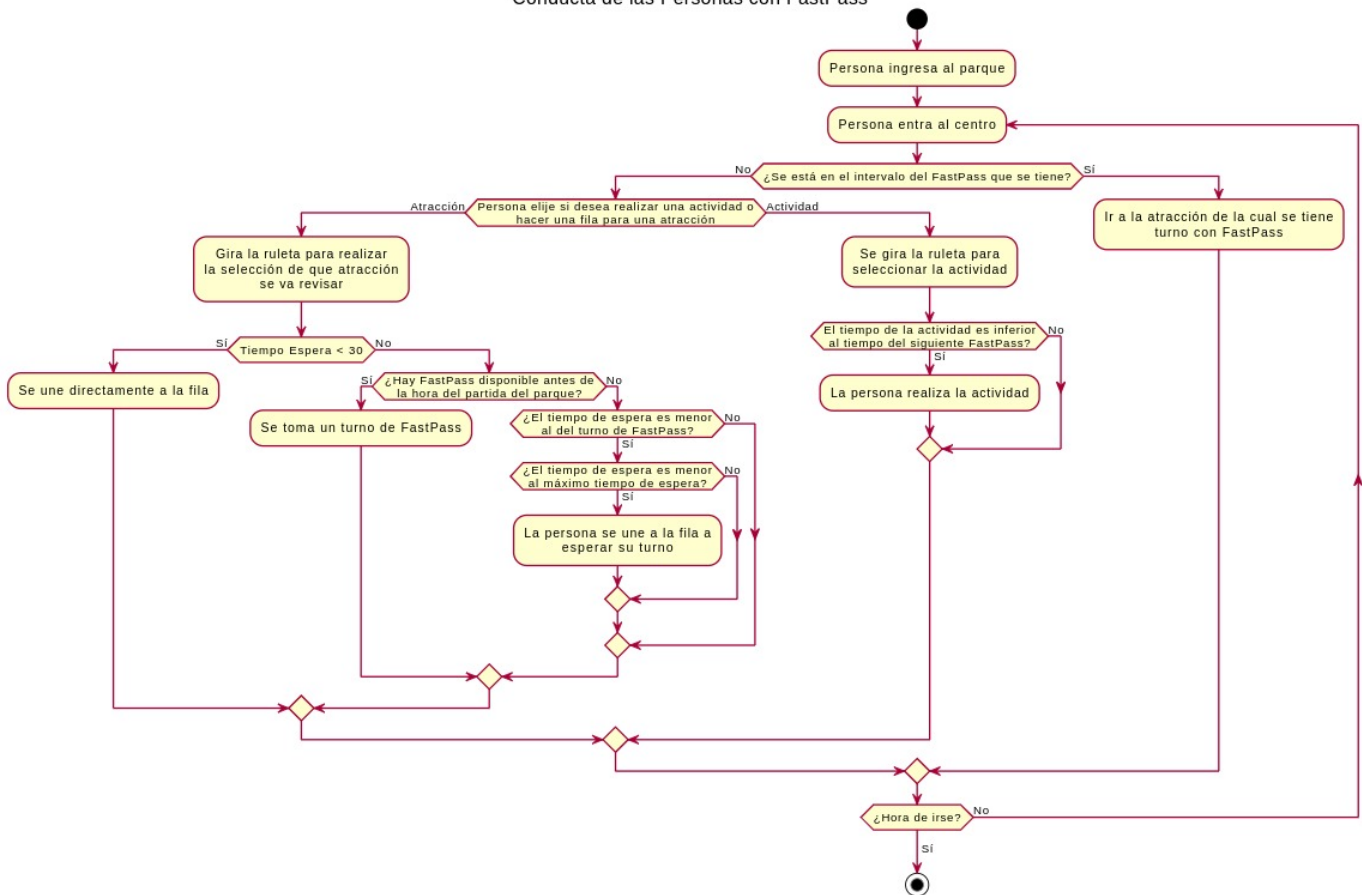 Conducta de las Personas con FastPass
Persona ingresa al parque
Persona entra al centro
¿Se está en el intervalo del FastPass que se tiene?
No
Sí
Persona elije si desea realizar una actividad o
hacer una fila para una atracción
Atracción
Actividad
Ir a la atracción de la cual se tiene
turno con FastPass
Gira la ruleta para realizar
la selección de que atracción
se va revisar
Se gira la ruleta para
seleccionar la actividad
Tiempo Espera < 30
Sí
No
El tiempo de la actividad es inferior
al tiempo del siguiente FastPass?
No
Sí
Se une directamente a la fila
¿Hay FastPass disponible antes de
la hora del partida del parque?
Sí
No
La persona realiza la actividad
Se toma un turno de FastPass
¿El tiempo de espera es menor
al del turno de FastPass?
No
Sí
¿El tiempo de espera es menor
al máximo tiempo de espera?
No
Sí
La persona se une a la fila a
esperar su turno
¿Hora de irse?
No
Sí